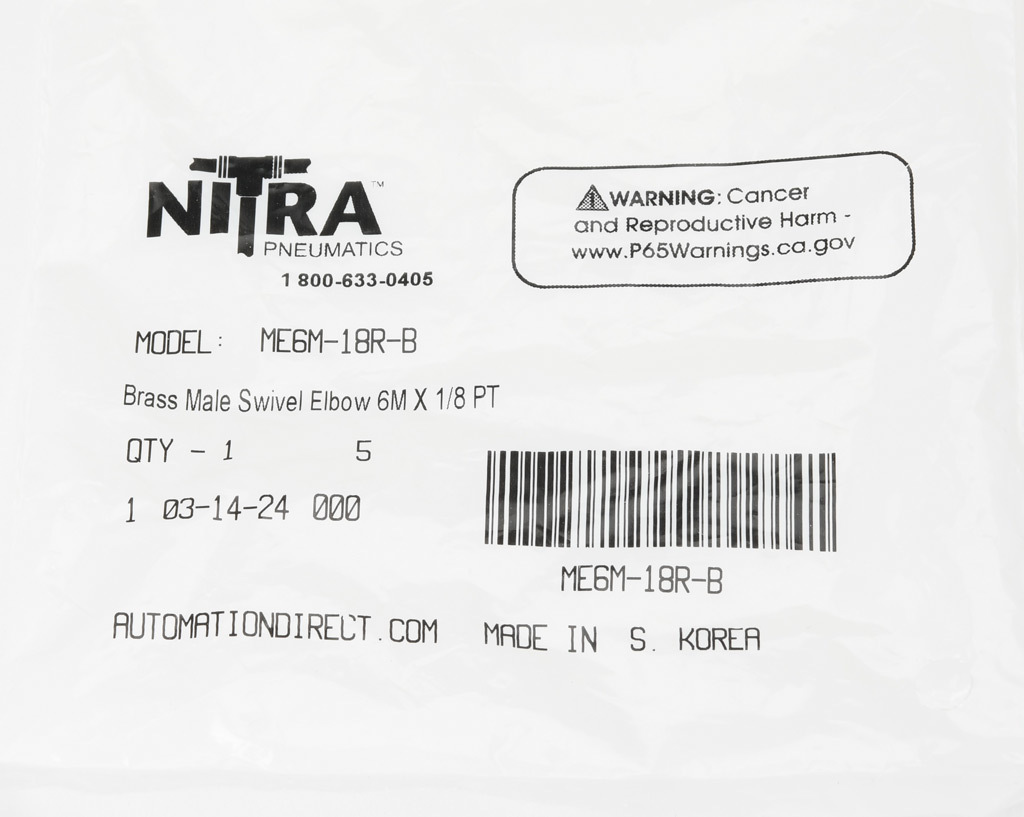 NITRA™
PNEUMATICS
1 800-633-0405
WARNING: Cancer
and Reproductive Harm -
www.P65Warnings.ca.gov
MODEL: ME6M-18R-B
Brass Male Swivel Elbow 6M X 1/8 PT
QTY - 1 5
1 03-14-24 000
ME6M-18R-B
AUTOMATIONDIRECT.COM MADE IN S. KOREA